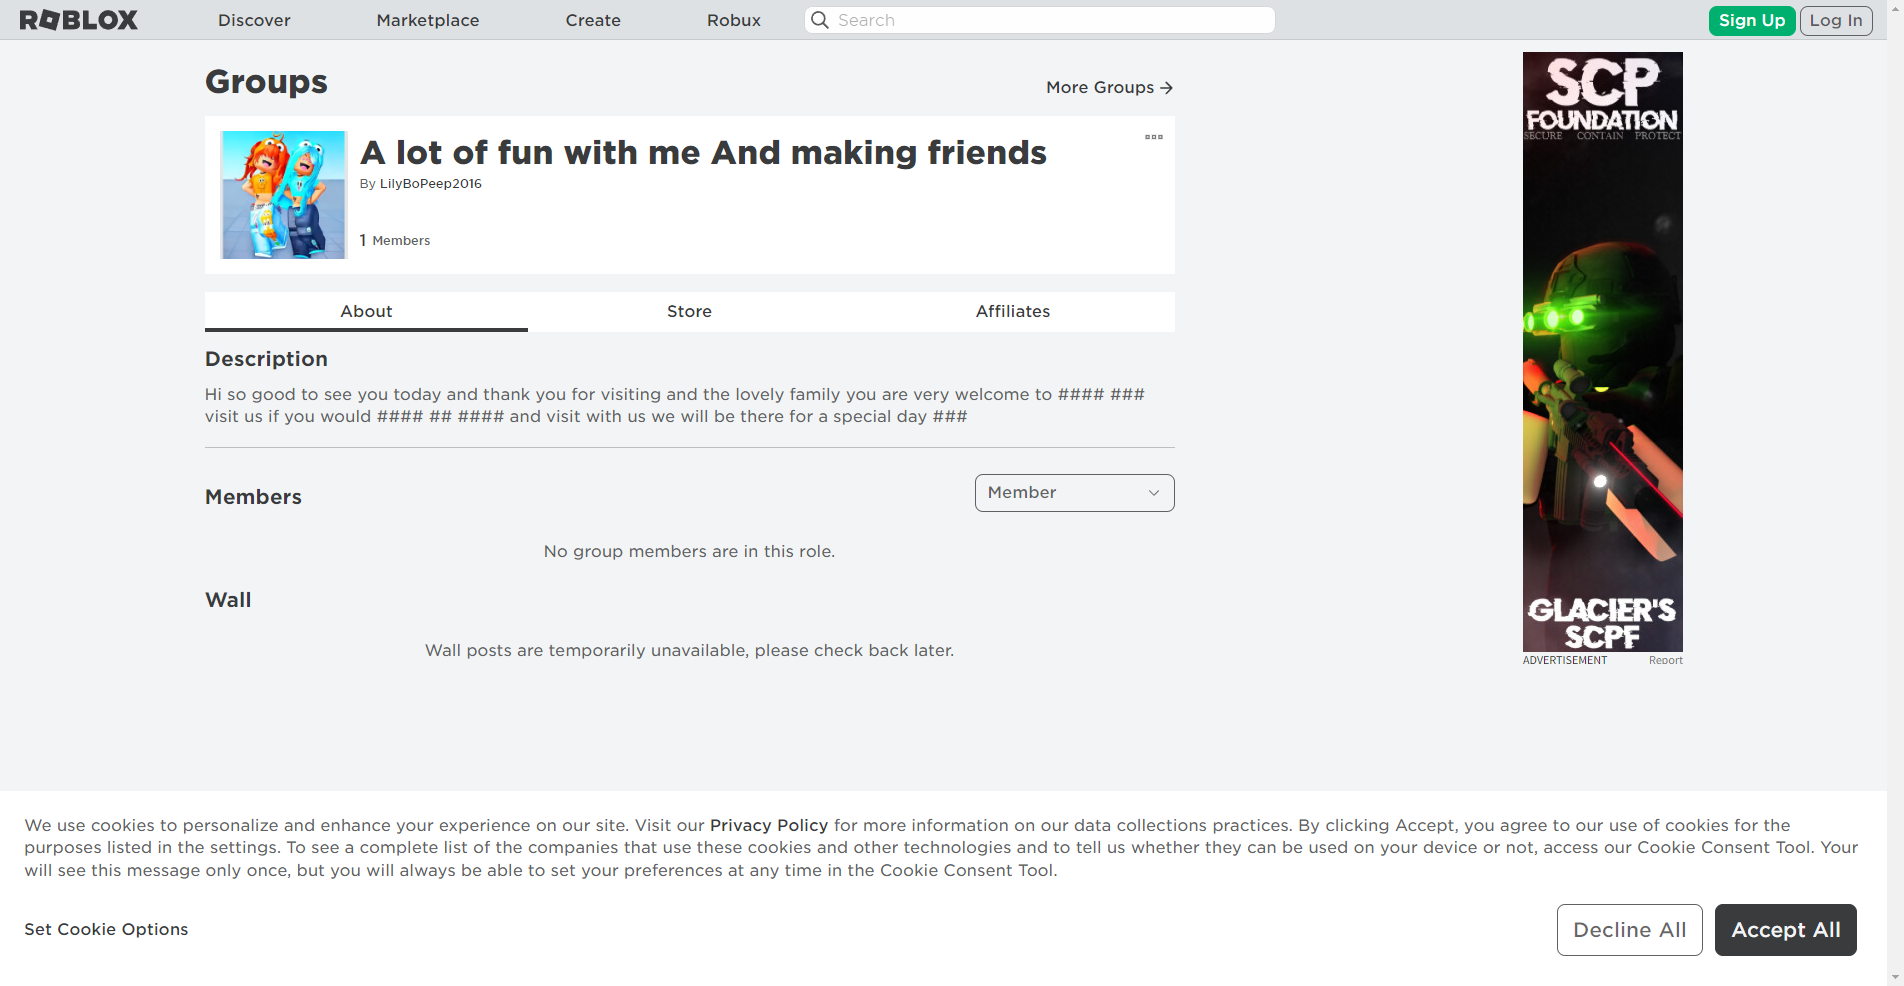 ROBLOX Discover Marketplace Create Robux Search Sign Up Log In
Groups
More Groups →
A lot of fun with me And making friends
By LilyBoPeep2016
1 Members
About Store Affiliates
Description
Hi so good to see you today and thank you for visiting and the lovely family you are very welcome to #### ###
visit us if you would #### ## #### and visit with us we will be there for a special day ###
Members
Member
No group members are in this role.
Wall
Wall posts are temporarily unavailable, please check back later.
SCP
FOUNDATION
SECURE CONTAIN PROTECT
GLACIER'S
SCPF
ADVERTISEMENT Report
We use cookies to personalize and enhance your experience on our site. Visit our Privacy Policy for more information on our data collections practices. By clicking Accept, you agree to our use of cookies for the
purposes listed in the settings. To see a complete list of the companies that use these cookies and other technologies and to tell us whether they can be used on your device or not, access our Cookie Consent Tool. Your
will see this message only once, but you will always be able to set your preferences at any time in the Cookie Consent Tool.
Set Cookie Options
Decline All
Accept All